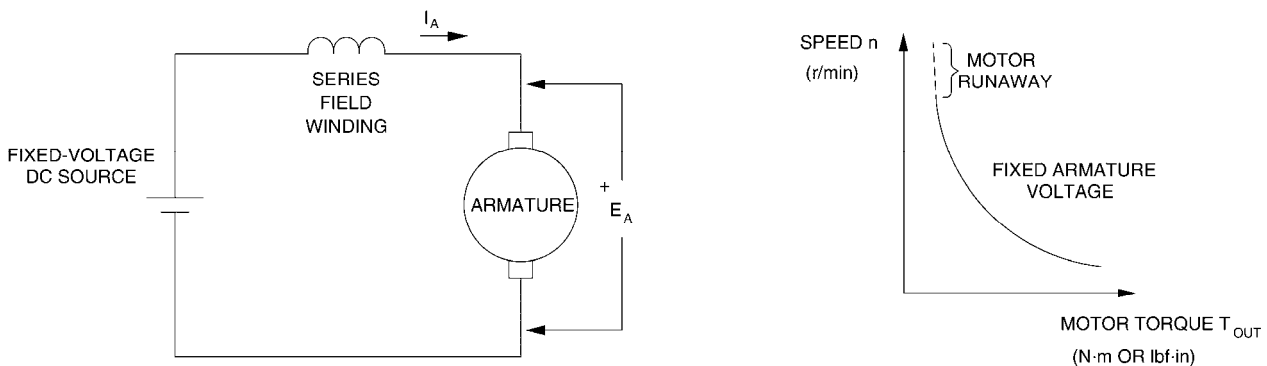 I_A
SERIES
FIELD
WINDING
FIXED-VOLTAGE
DC SOURCE
ARMATURE
+
E_A
SPEED n
(r/min)
MOTOR
RUNAWAY
FIXED ARMATURE
VOLTAGE
MOTOR TORQUE T_OUT
(N·m OR lbf·in)